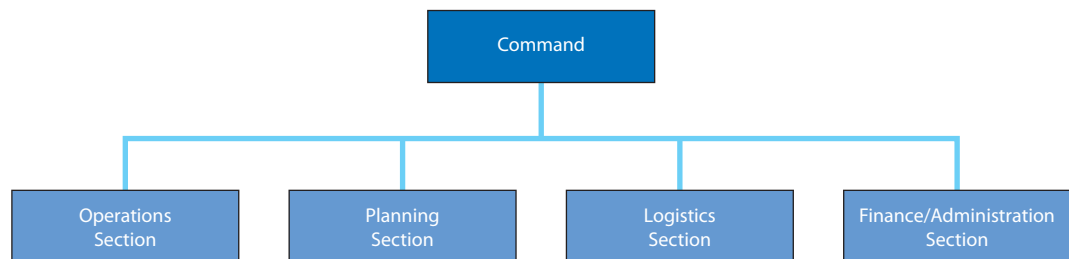 Command
Operations
Section
Planning
Section
Logistics
Section
Finance/Administration
Section